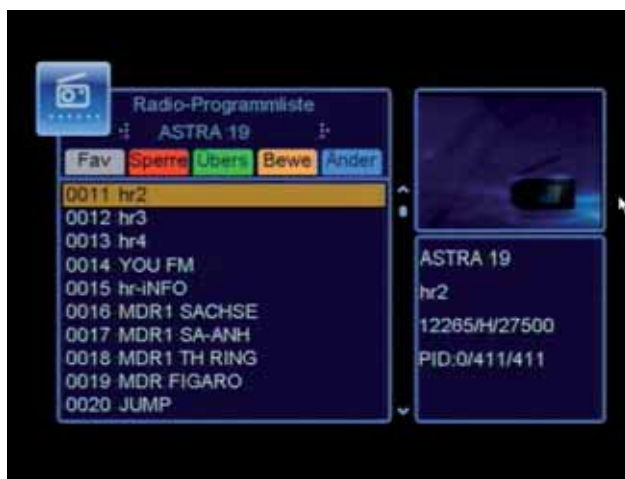 Radio-Programmliste
ASTRA 19
Fav Sperre Übers Bewe Änder
0011 hr2
0012 hr3
0013 hr4
0014 YOU FM
0015 hr-iNFO
0016 MDR1 SACHSE
0017 MDR1 SA-ANH
0018 MDR1 TH RING
0019 MDR FIGARO
0020 JUMP
ASTRA 19
hr2
12265/H/27500
PID:0/411/411